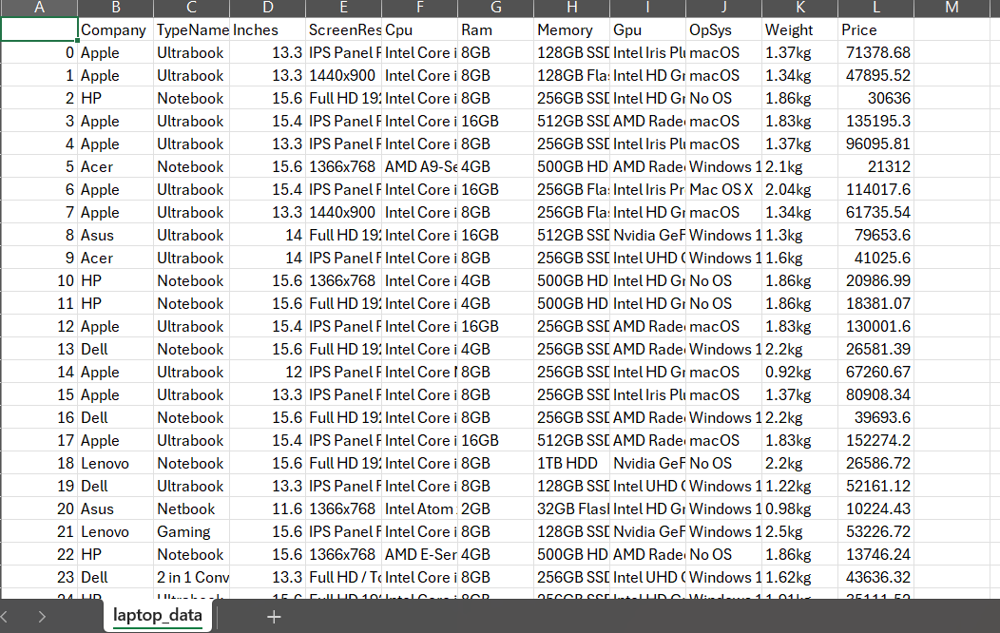 A B C D E F G H I J K L M
Company TypeName Inches ScreenRes Cpu Ram Memory Gpu OpSys Weight Price
0 Apple Ultrabook 13.3 IPS Panel Intel Core i 8GB 128GB SSD Intel Iris Plu macOS 1.37kg 71378.68
1 Apple Ultrabook 13.3 1440x900 Intel Core i 8GB 128GB Flas Intel HD Gr macOS 1.34kg 47895.52
2 HP Notebook 15.6 Full HD 192 Intel Core i 8GB 256GB SSD Intel HD Gr No OS 1.86kg 30636
3 Apple Ultrabook 15.4 IPS Panel Intel Core i 16GB 512GB SSD AMD Rade macOS 1.83kg 135195.3
4 Apple Ultrabook 13.3 IPS Panel Intel Core i 8GB 256GB SSD Intel Iris Plu macOS 1.37kg 96095.81
5 Acer Notebook 15.6 1366x768 AMD A9-Se 4GB 500GB HD AMD Rade Windows 1 2.1kg 21312
6 Apple Ultrabook 15.4 IPS Panel Intel Core i 16GB 256GB Flas Intel Iris Pr Mac OS X 2.04kg 114017.6
7 Apple Ultrabook 13.3 1440x900 Intel Core i 8GB 256GB Flas Intel HD Gr macOS 1.34kg 61735.54
8 Asus Ultrabook 14 Full HD 192 Intel Core i 16GB 512GB SSD Nvidia GeF Windows 1 1.3kg 79653.6
9 Acer Ultrabook 14 IPS Panel Intel Core i 8GB 256GB SSD Intel UHD Windows 1 1.6kg 41025.6
10 HP Notebook 15.6 1366x768 Intel Core i 4GB 500GB HD Intel HD Gr No OS 1.86kg 20986.99
11 HP Notebook 15.6 Full HD 192 Intel Core i 4GB 500GB HD Intel HD Gr No OS 1.86kg 18381.07
12 Apple Ultrabook 15.4 IPS Panel Intel Core i 16GB 256GB SSD AMD Rade macOS 1.83kg 130001.6
13 Dell Notebook 15.6 Full HD 192 Intel Core i 4GB 256GB SSD AMD Rade Windows 1 2.2kg 26581.39
14 Apple Ultrabook 12 IPS Panel Intel Core 8GB 256GB SSD Intel HD Gr macOS 0.92kg 67260.67
15 Apple Ultrabook 13.3 IPS Panel Intel Core i 8GB 256GB SSD Intel Iris Plu macOS 1.37kg 80908.34
16 Dell Notebook 15.6 Full HD 192 Intel Core i 8GB 256GB SSD AMD Rade Windows 1 2.2kg 39693.6
17 Apple Ultrabook 15.4 IPS Panel Intel Core i 16GB 512GB SSD AMD Rade macOS 1.83kg 152274.2
18 Lenovo Notebook 15.6 Full HD 192 Intel Core i 8GB 1TB HDD Nvidia GeF No OS 2.2kg 26586.72
19 Dell Ultrabook 13.3 IPS Panel Intel Core i 8GB 128GB SSD Intel UHD Windows 1 1.22kg 52161.12
20 Asus Netbook 11.6 1366x768 Intel Atom 2GB 32GB Flasl Intel HD Gr Windows 1 0.98kg 10224.43
21 Lenovo Gaming 15.6 IPS Panel Intel Core i 8GB 128GB SSD Nvidia GeF Windows 1 2.5kg 53226.72
22 HP Notebook 15.6 1366x768 AMD E-Ser 4GB 500GB HD AMD Rade No OS 1.86kg 13746.24
23 Dell 2 in 1 Conv 13.3 Full HD / To Intel Core i 8GB 256GB SSD Intel UHD Windows 1 1.62kg 43636.32
laptop_data